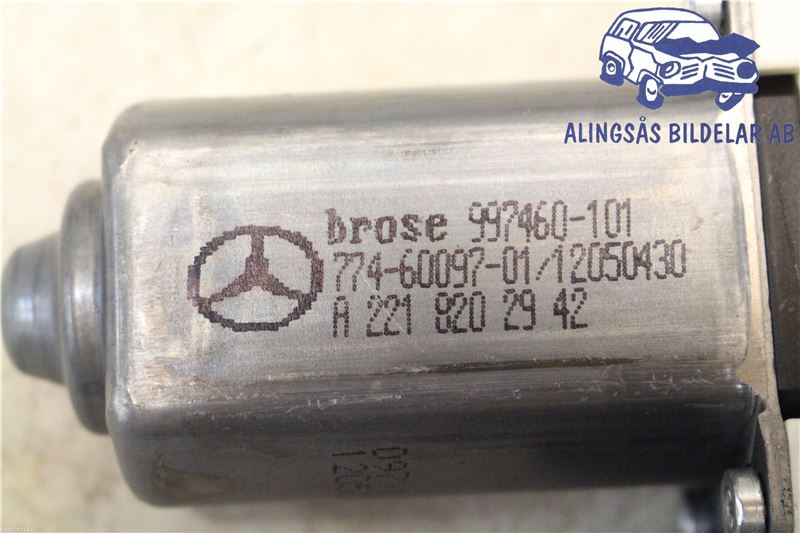 ALINGSÅS BILDELAR AB
brose 997460-101
774-60097-01/12050430
A 221 820 29 42